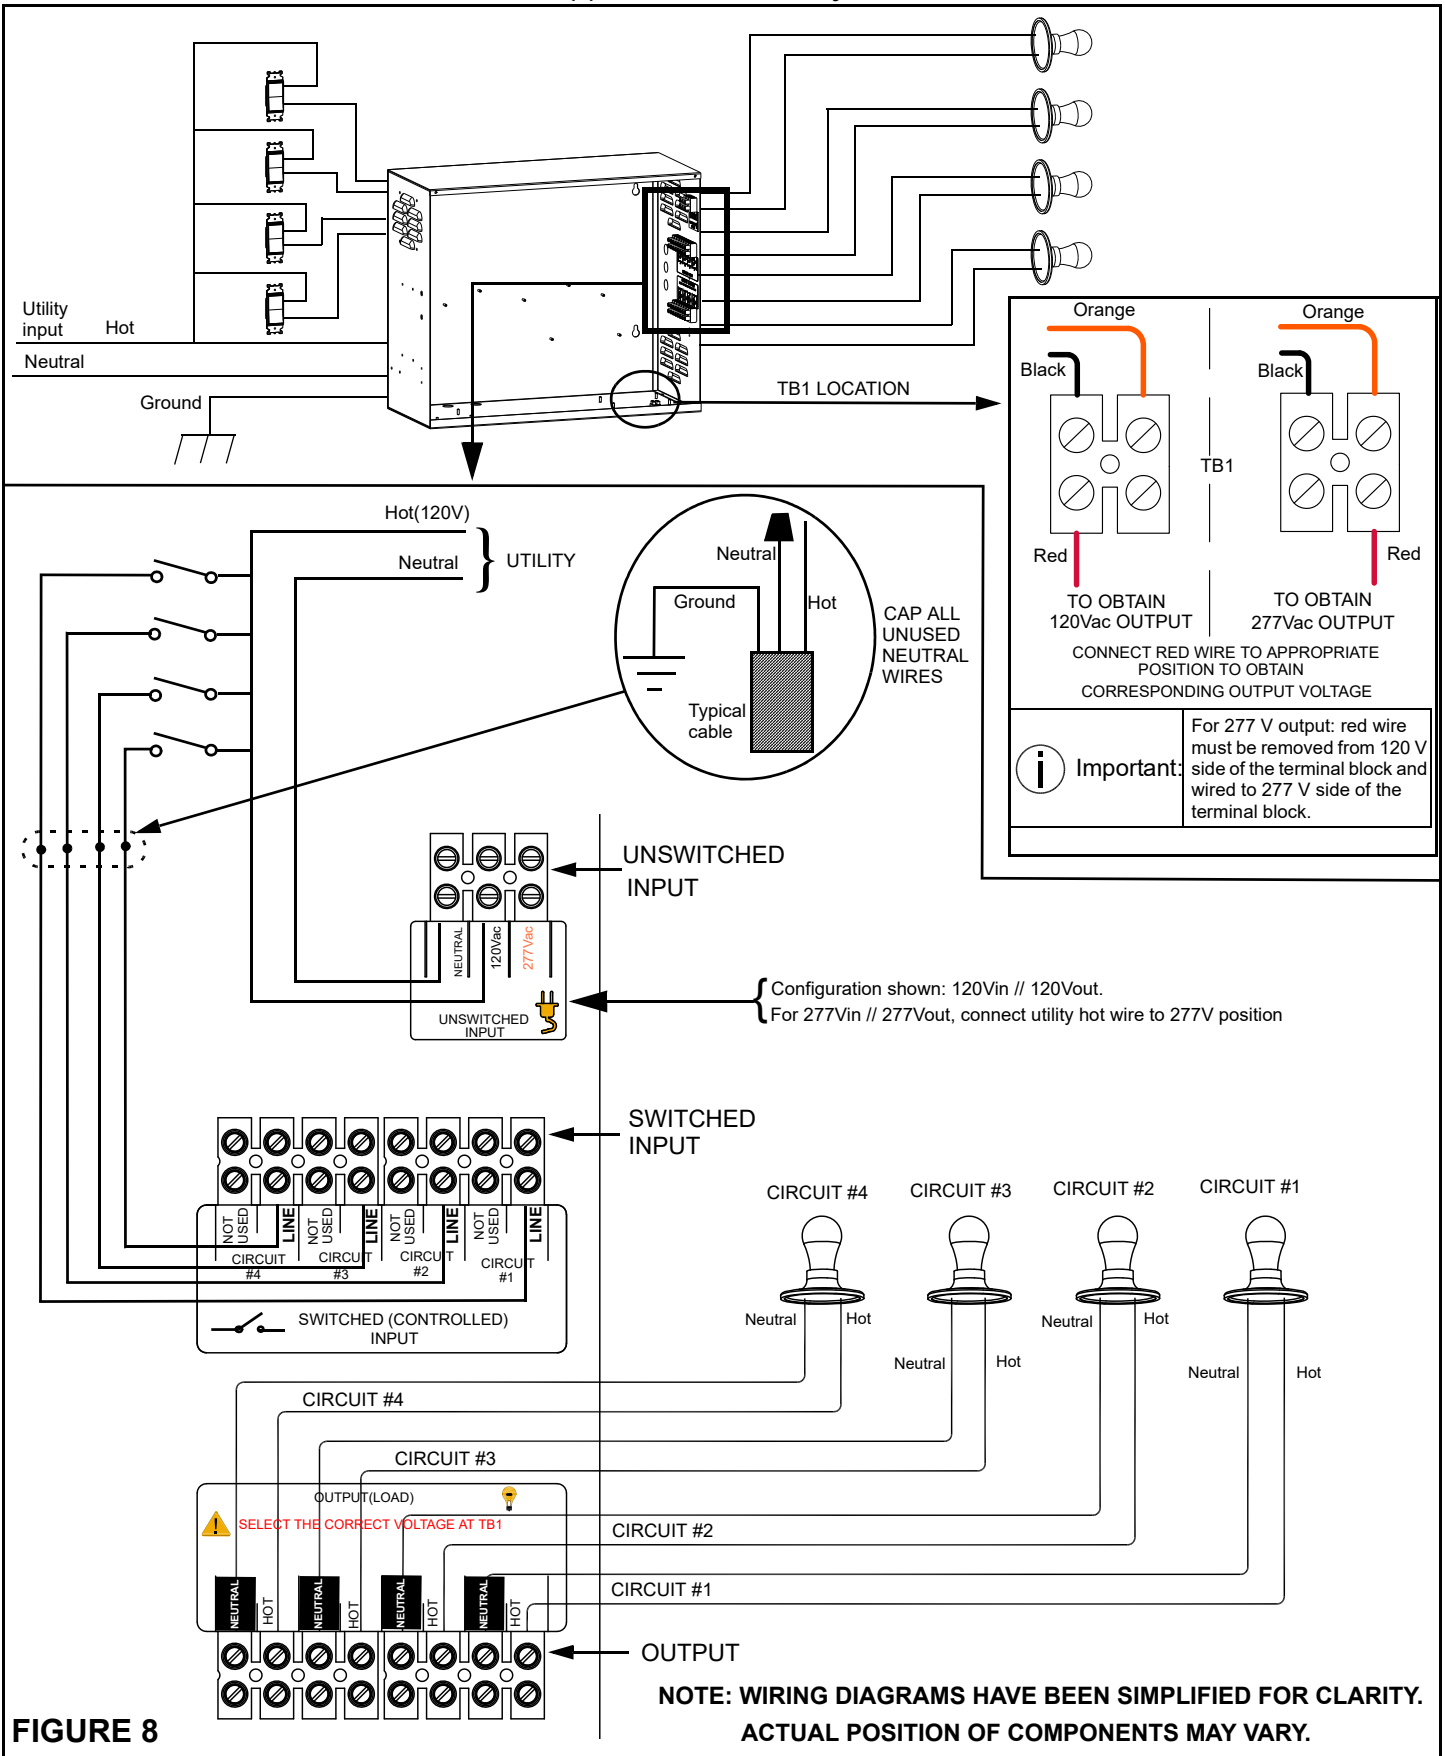 Utility
input
Hot
Neutral
Ground
TB1 LOCATION
Orange
Orange
Black
Black
TB1
Red
Red
TO OBTAIN
120Vac OUTPUT
TO OBTAIN
277Vac OUTPUT
CONNECT RED WIRE TO APPROPRIATE
POSITION TO OBTAIN
CORRESPONDING OUTPUT VOLTAGE
i
Important:
For 277 V output: red wire
must be removed from 120 V
side of the terminal block and
wired to 277 V side of the
terminal block.
Hot(120V)
Neutral
UTILITY
Neutral
Ground
Hot
Typical
cable
CAP ALL
UNUSED
NEUTRAL
WIRES
UNSWITCHED
INPUT
NEUTRAL
120Vac
277Vac
UNSWITCHED
INPUT
Configuration shown: 120Vin // 120Vout.
For 277Vin // 277Vout, connect utility hot wire to 277V position
SWITCHED
INPUT
NOT
USED
LINE
NOT
USED
LINE
NOT
USED
LINE
NOT
USED
LINE
CIRCUIT
#4
CIRCUIT
#3
CIRCUIT
#2
CIRCUIT
#1
SWITCHED (CONTROLLED)
INPUT
CIRCUIT #4
CIRCUIT #3
CIRCUIT #2
CIRCUIT #1
Neutral
Hot
Neutral
Hot
Neutral
Hot
Neutral
Hot
CIRCUIT #4
CIRCUIT #3
OUTPUT(LOAD)
SELECT THE CORRECT VOLTAGE AT TB1
CIRCUIT #2
CIRCUIT #1
NEUTRAL
HOT
NEUTRAL
HOT
NEUTRAL
HOT
NEUTRAL
HOT
OUTPUT
NOTE: WIRING DIAGRAMS HAVE BEEN SIMPLIFIED FOR CLARITY.
ACTUAL POSITION OF COMPONENTS MAY VARY.
FIGURE 8